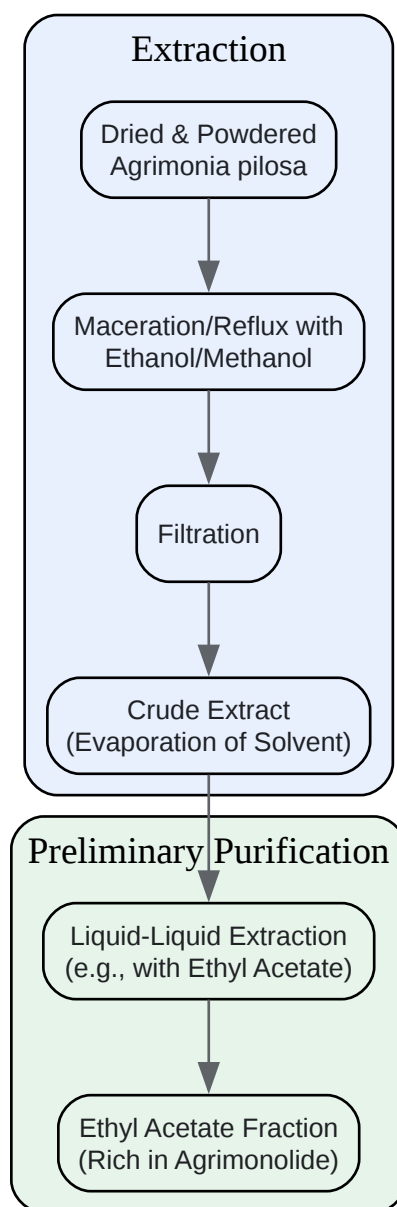 Extraction
Dried & Powdered
Agrimonia pilosa
Maceration/Reflux with
Ethanol/Methanol
Filtration
Crude Extract
(Evaporation of Solvent)
Preliminary Purification
Liquid-Liquid Extraction
(e.g., with Ethyl Acetate)
Ethyl Acetate Fraction
(Rich in Agrimonolide)